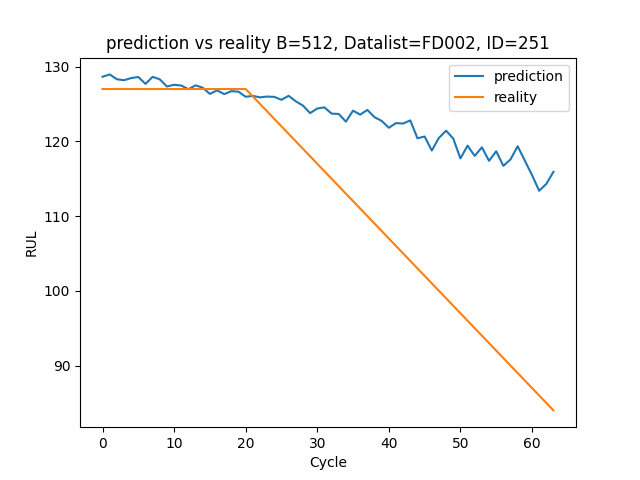 prediction vs reality B=512, Datalist=FD002, ID=251
prediction
reality
130
120
110
100
90
RUL
0 10 20 30 40 50 60
Cycle